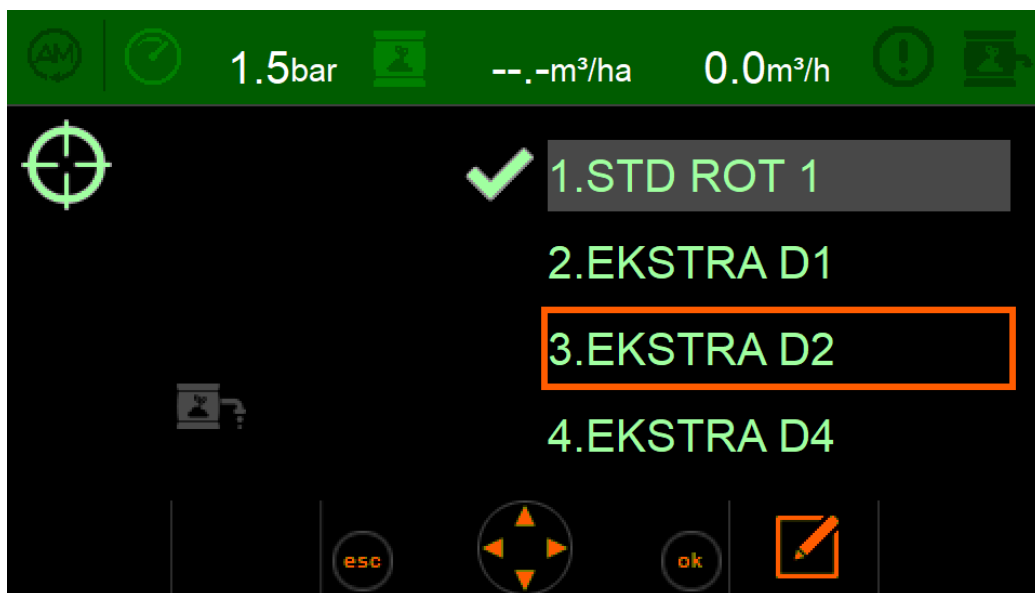 AM 1.5bar --.-m³/ha 0.0m³/h
1.STD ROT 1
2.EKSTRA D1
3.EKSTRA D2
4.EKSTRA D4
esc ok